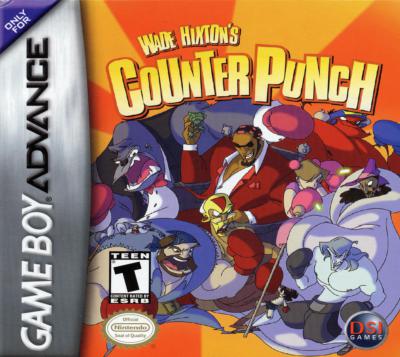 ONLY
FOR
GAME BOY ADVANCE
WADE HIXTON'S
COUNTER PUNCH
TEEN
T
CONTENT RATED BY
ESRB
Official
Nintendo
Seal of Quality
DSI
GAMES